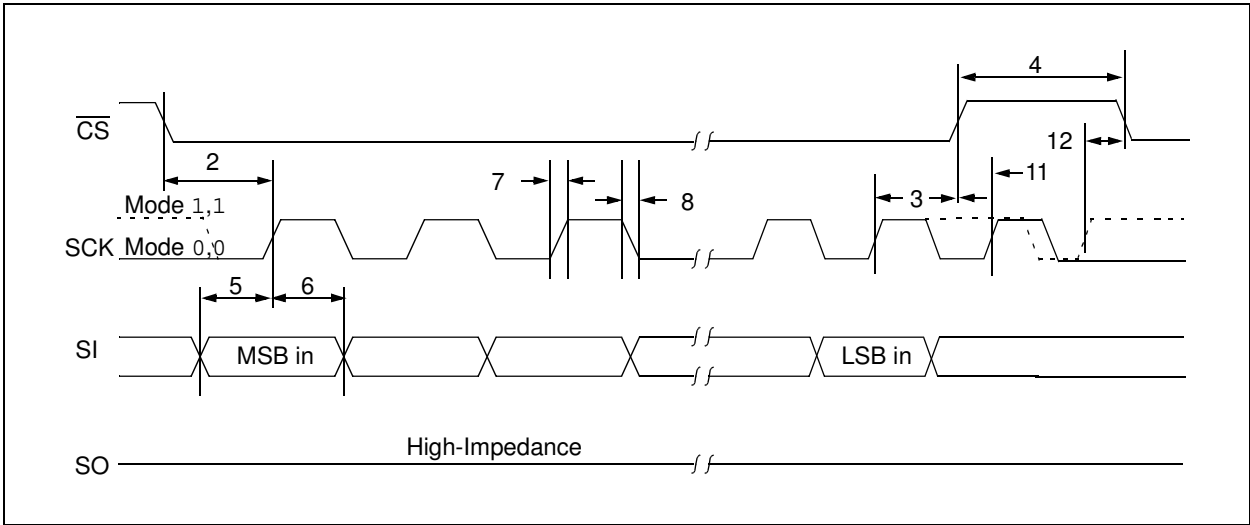 4
CS
12
2
7
8
3
11
Mode 1,1
SCK Mode 0,0
5
6
SI
MSB in
LSB in
High-Impedance
SO